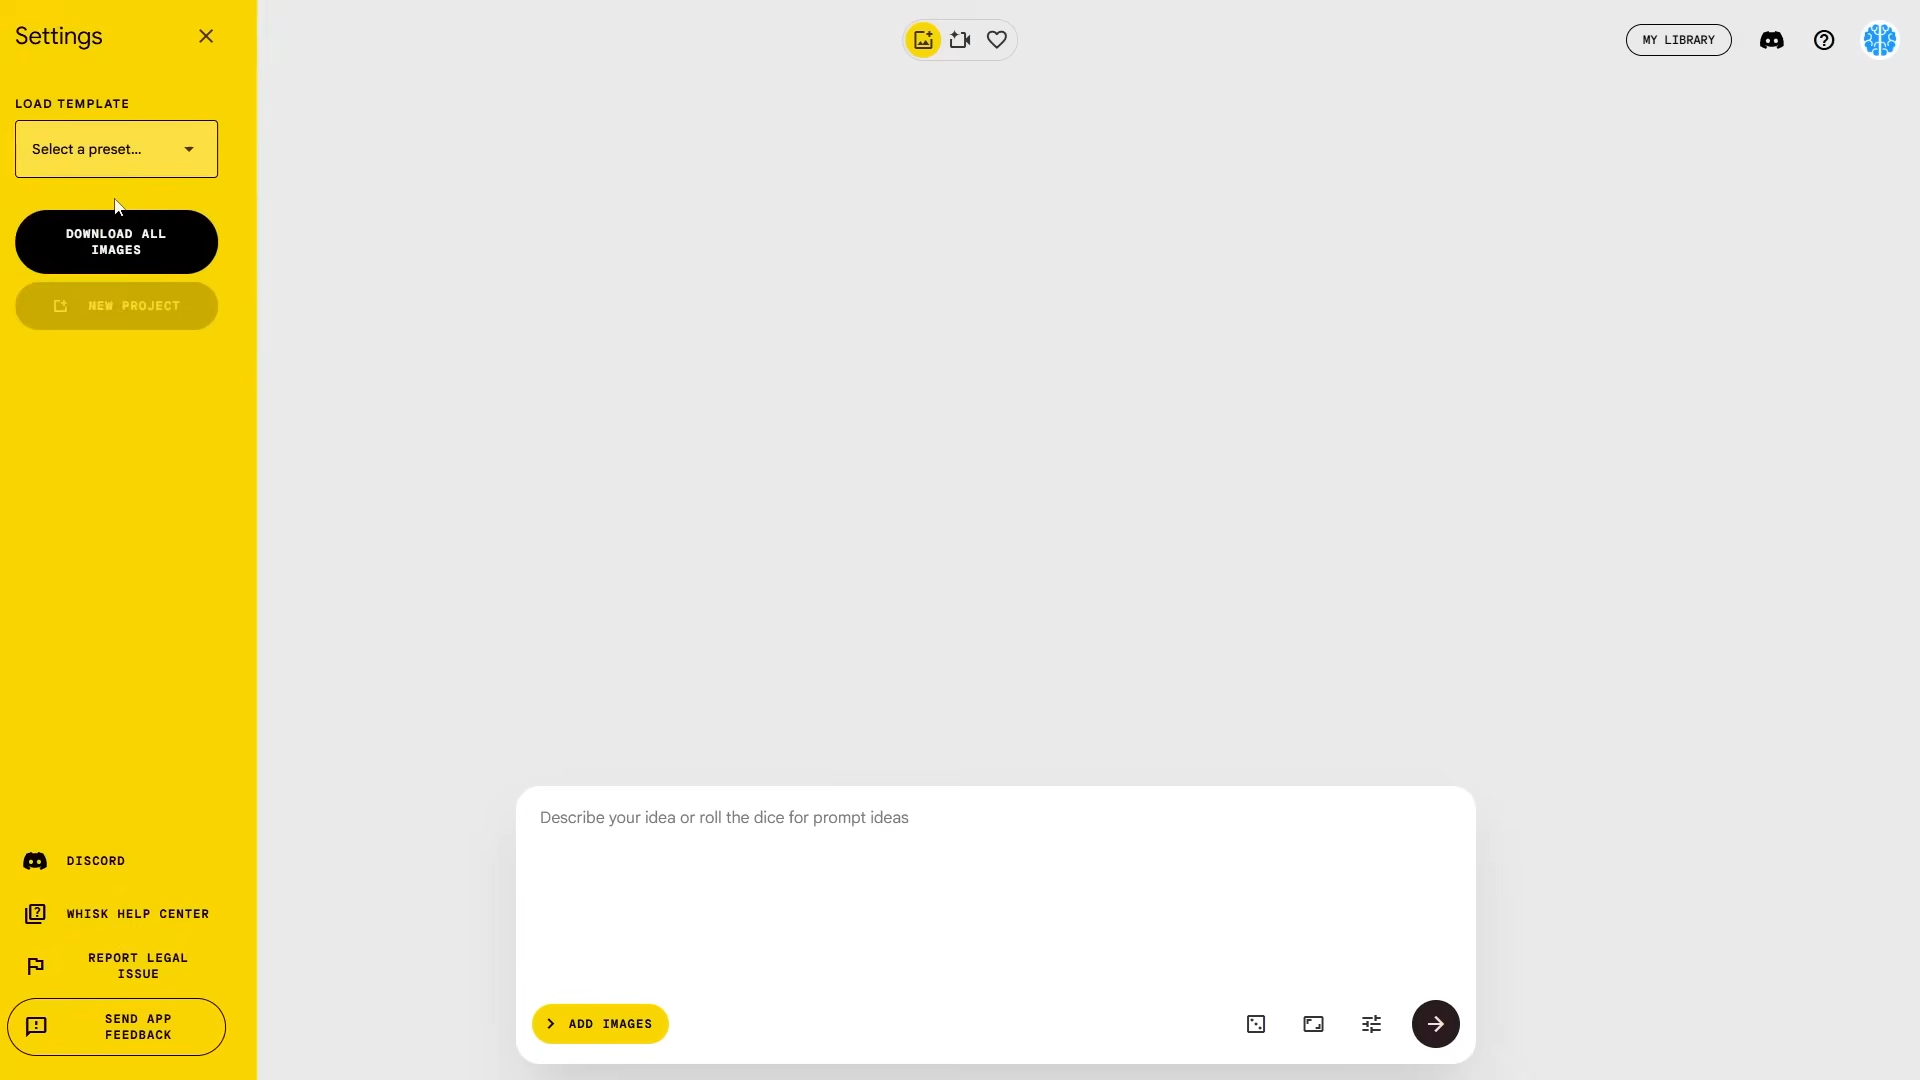 Settings
MY LIBRARY
LOAD TEMPLATE
Select a preset...
DOWNLOAD ALL
IMAGES
NEW PROJECT
Describe your idea or roll the dice for prompt ideas
DISCORD
WHISK HELP CENTER
REPORT LEGAL
ISSUE
SEND APP
FEEDBACK
ADD IMAGES